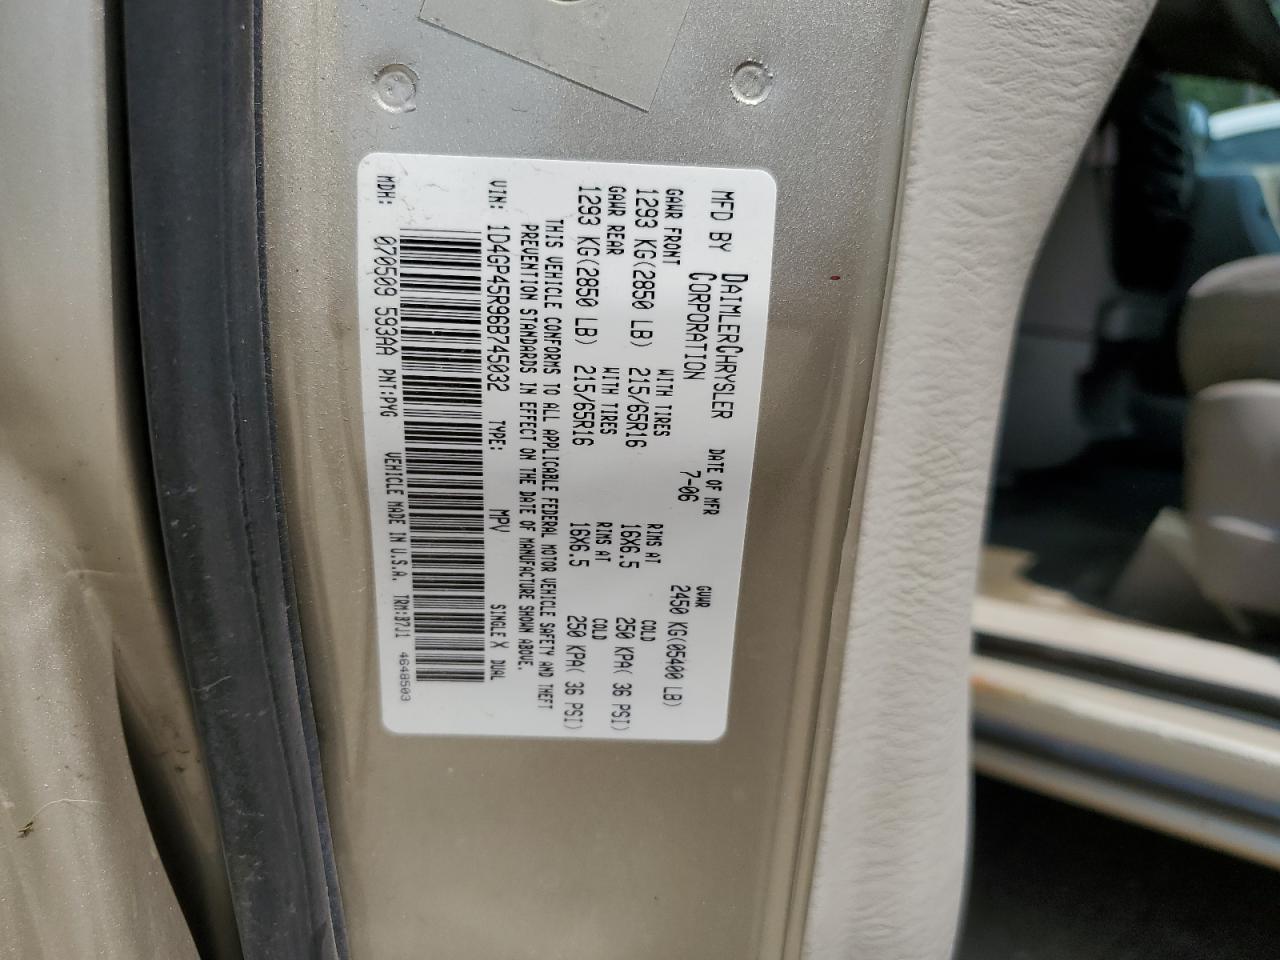 MFD BY DAIMLERCHRYSLER CORPORATION DATE OF MFR 7-06 GVWR 2450 KG(05400 LB)
GAWR FRONT WITH TIRES RIMS AT COLD
1293 KG(2850 LB) 215/65R16 16X6.5 250 KPA( 36 PSI)
GAWR REAR WITH TIRES RIMS AT COLD
1293 KG(2850 LB) 215/65R16 16X6.5 250 KPA( 36 PSI)
THIS VEHICLE CONFORMS TO ALL APPLICABLE FEDERAL MOTOR VEHICLE SAFETY AND THEFT
PREVENTION STANDARDS IN EFFECT ON THE DATE OF MANUFACTURE SHOWN ABOVE.
VIN: 1D4GP45R96B745032 TYPE: MPV SINGLE X DUAL
MDH: 070509 593AA PNT:PYG VEHICLE MADE IN U.S.A. TRM:B7J1 4648503